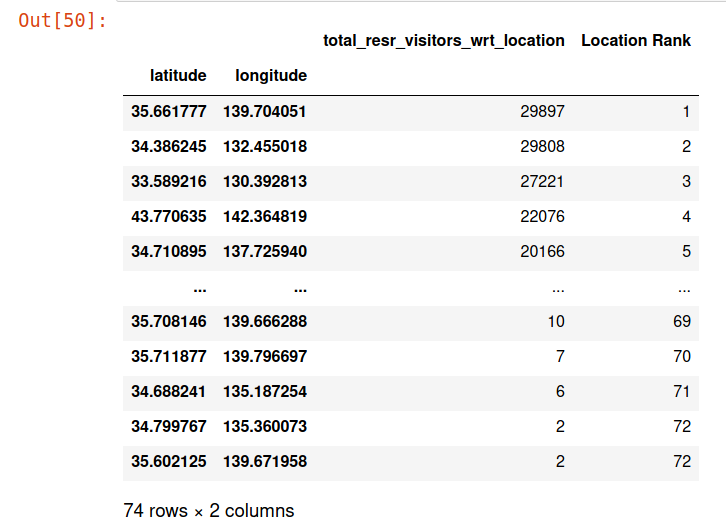 Out[50]:
total_resr_visitors_wrt_location Location Rank
latitude longitude
35.661777 139.704051 29897 1
34.386245 132.455018 29808 2
33.589216 130.392813 27221 3
43.770635 142.364819 22076 4
34.710895 137.725940 20166 5
... ... ... ...
35.708146 139.666288 10 69
35.711877 139.796697 7 70
34.688241 135.187254 6 71
34.799767 135.360073 2 72
35.602125 139.671958 2 72
74 rows × 2 columns